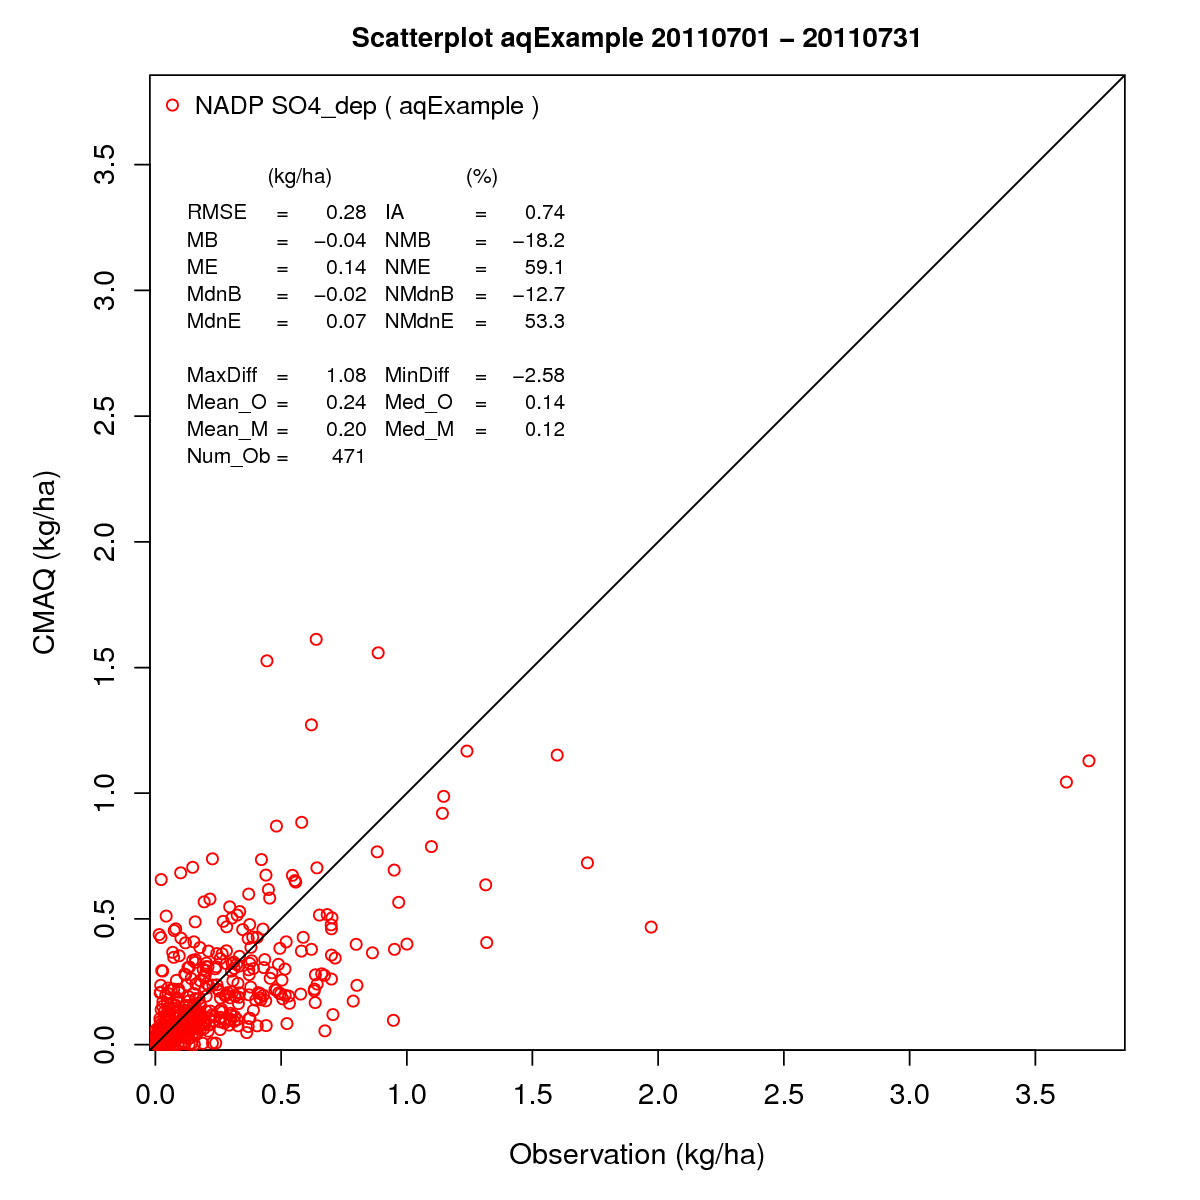 Scatterplot aqExample 20110701 − 20110731
NADP SO4_dep ( aqExample )
(kg/ha) (%)
RMSE = 0.28 IA = 0.74
MB = −0.04 NMB = −18.2
ME = 0.14 NME = 59.1
MdnB = −0.02 NMdnB = −12.7
MdnE = 0.07 NMdnE = 53.3
MaxDiff = 1.08 MinDiff = −2.58
Mean_O = 0.24 Med_O = 0.14
Mean_M = 0.20 Med_M = 0.12
Num_Ob = 471
3.5
3.0
2.5
2.0
1.5
1.0
0.5
0.0
CMAQ (kg/ha)
0.0 0.5 1.0 1.5 2.0 2.5 3.0 3.5
Observation (kg/ha)